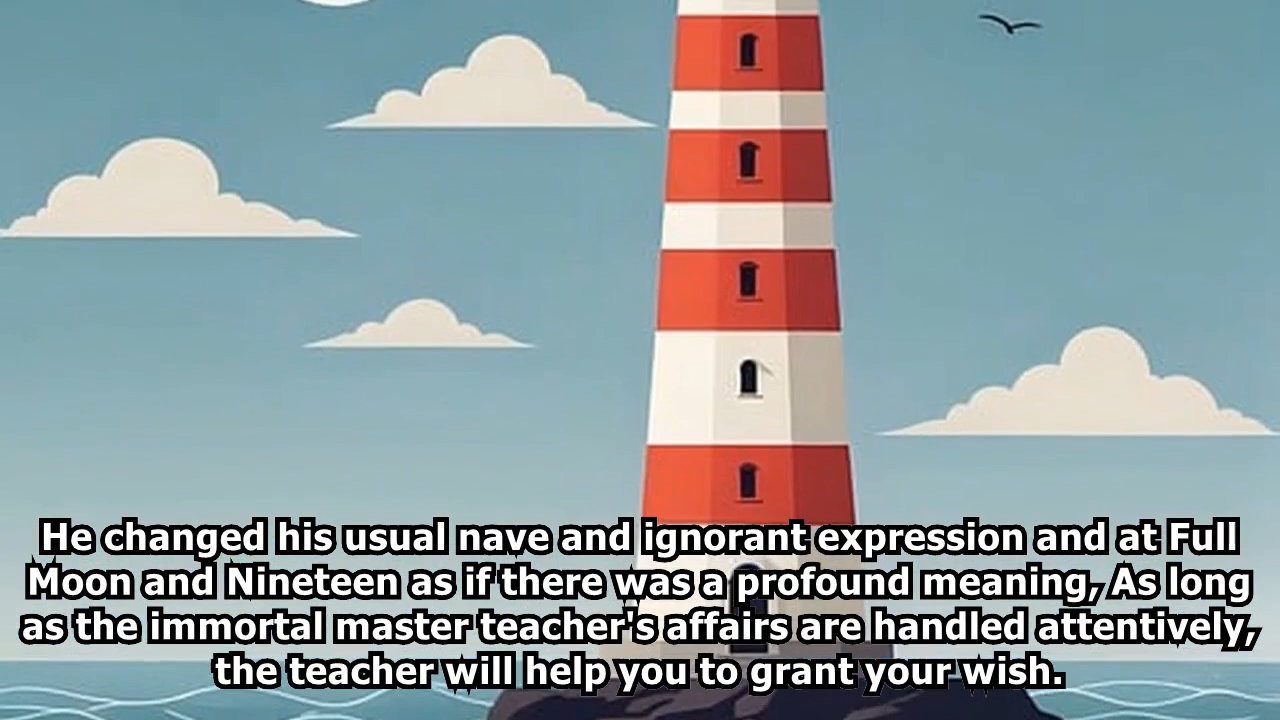 He changed his usual nave and ignorant expression and at Full
Moon and Nineteen as if there was a profound meaning, As long
as the immortal master teacher's affairs are handled attentively,
the teacher will help you to grant your wish.